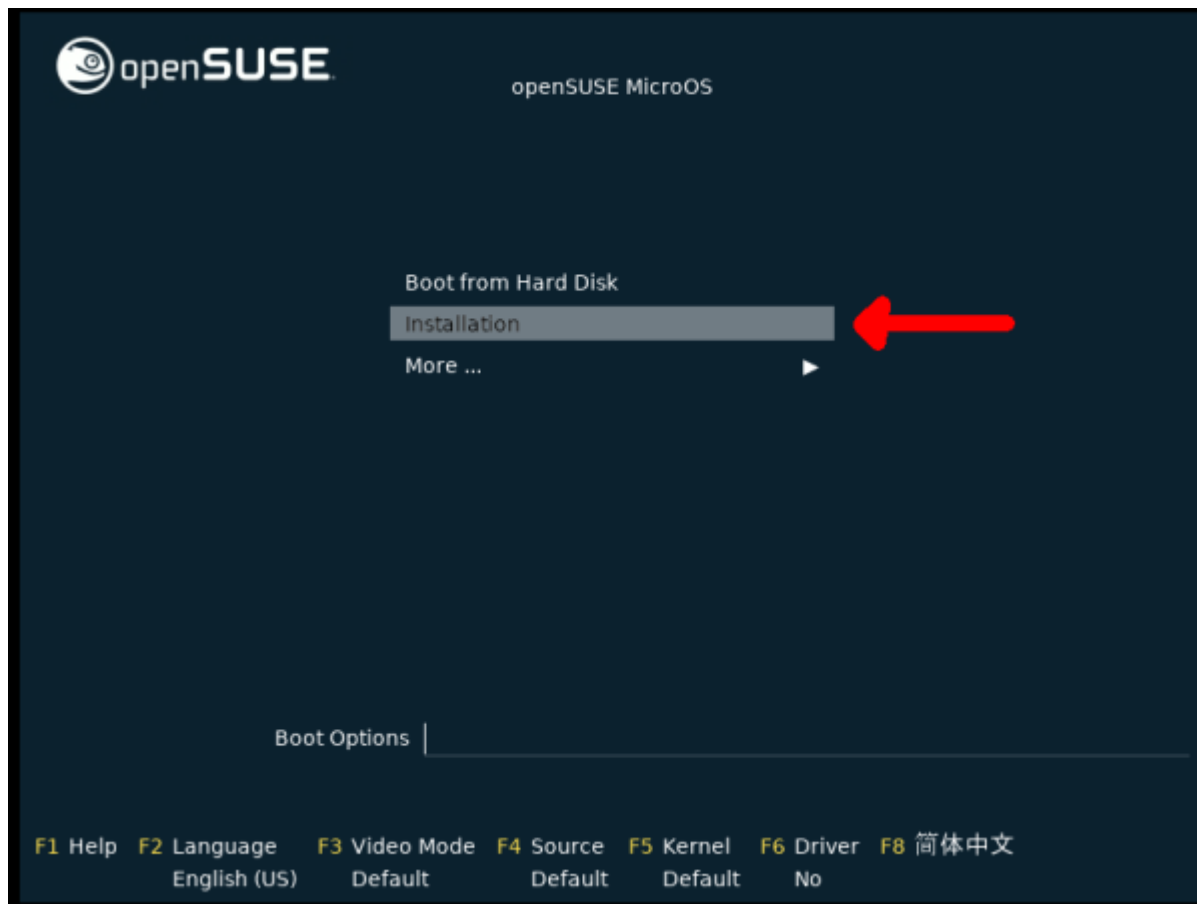 openSUSE.
openSUSE MicroOS
Boot from Hard Disk
Installation
More ...
Boot Options
F1 Help F2 Language F3 Video Mode F4 Source F5 Kernel F6 Driver F8 简体中文
English (US) Default Default Default No